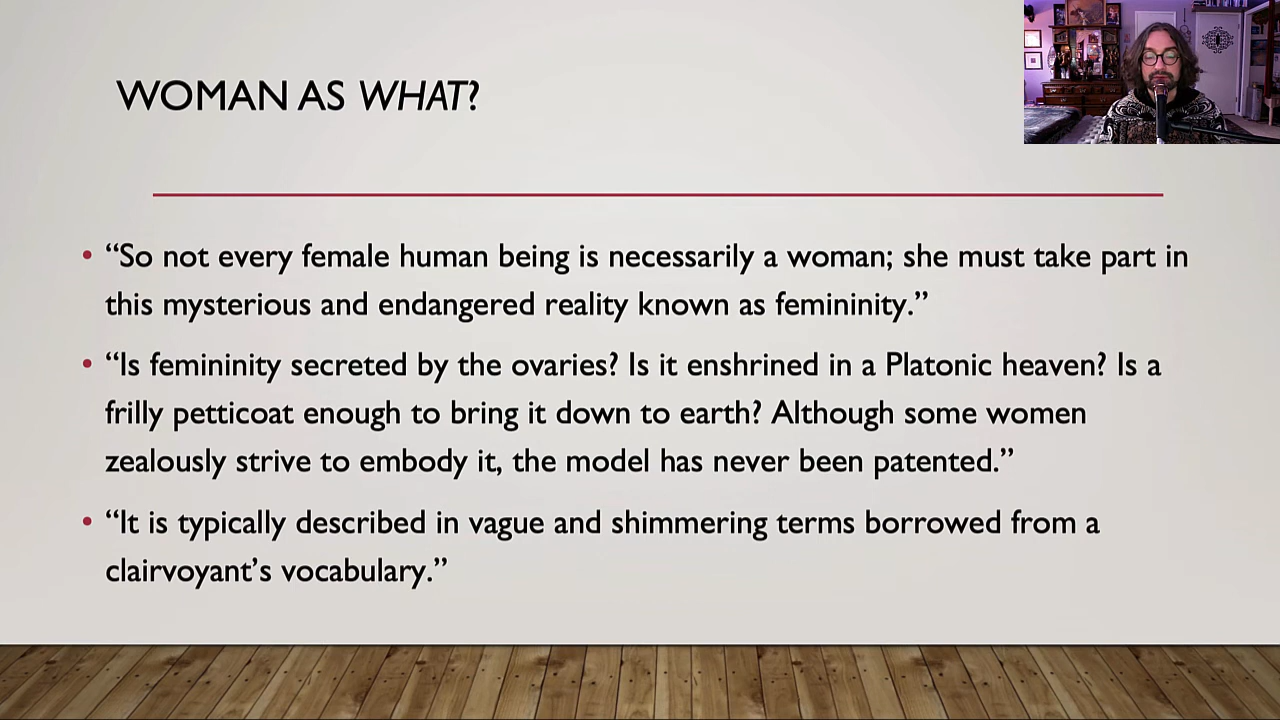 WOMAN AS WHAT?
• “So not every female human being is necessarily a woman; she must take part in
this mysterious and endangered reality known as femininity.”
• “Is femininity secreted by the ovaries? Is it enshrined in a Platonic heaven? Is a
frilly petticoat enough to bring it down to earth? Although some women
zealously strive to embody it, the model has never been patented.”
• “It is typically described in vague and shimmering terms borrowed from a
clairvoyant’s vocabulary.”